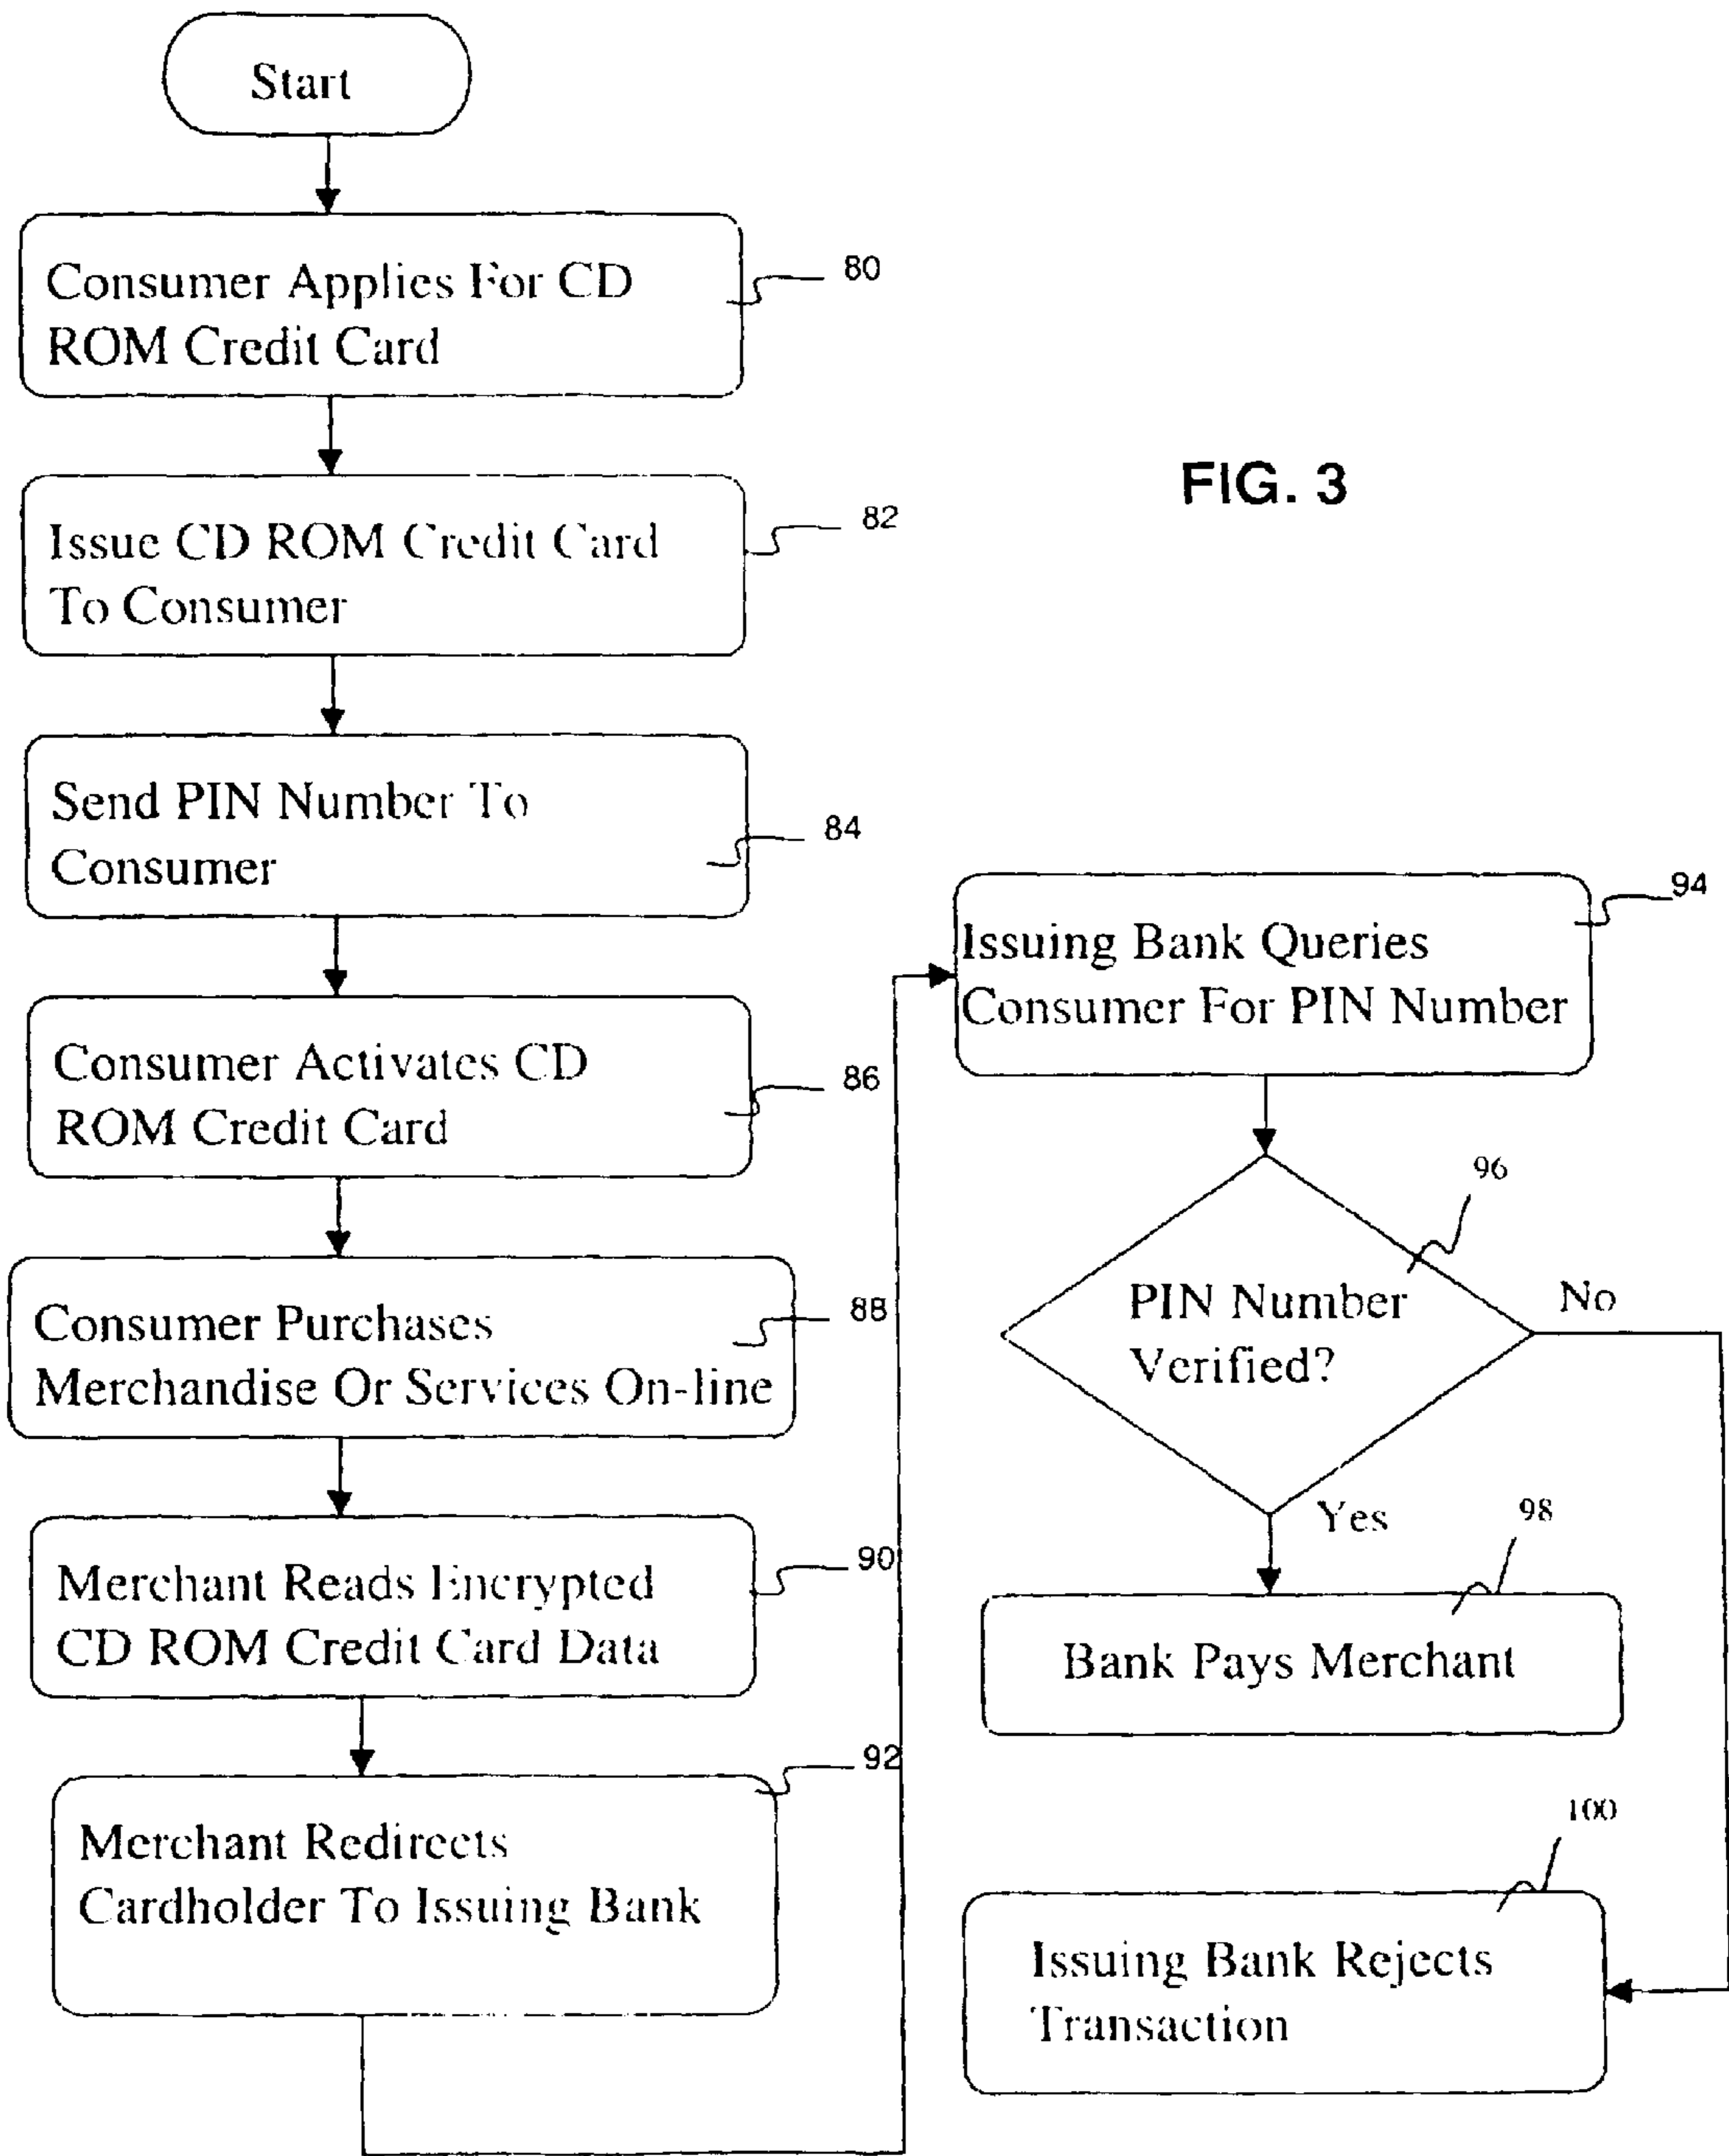 Start
Consumer Applies For CD
ROM Credit Card
80
Issue CD ROM Credit Card
To Consumer
82
FIG. 3
Send PIN Number To
Consumer
84
Consumer Activates CD
ROM Credit Card
86
Consumer Purchases
Merchandise Or Services On-line
88
Merchant Reads Encrypted
CD ROM Credit Card Data
90
Merchant Redirects
Cardholder To Issuing Bank
92
Issuing Bank Queries
Consumer For PIN Number
94
PIN Number
Verified?
96
No
Yes
Bank Pays Merchant
98
Issuing Bank Rejects
Transaction
100